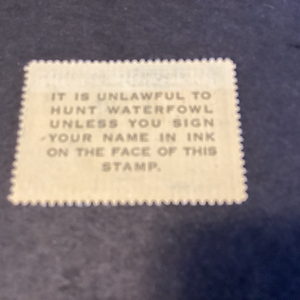 IT IS UNLAWFUL TO
HUNT WATERFOWL
UNLESS YOU SIGN
YOUR NAME IN INK
ON THE FACE OF THIS
STAMP.